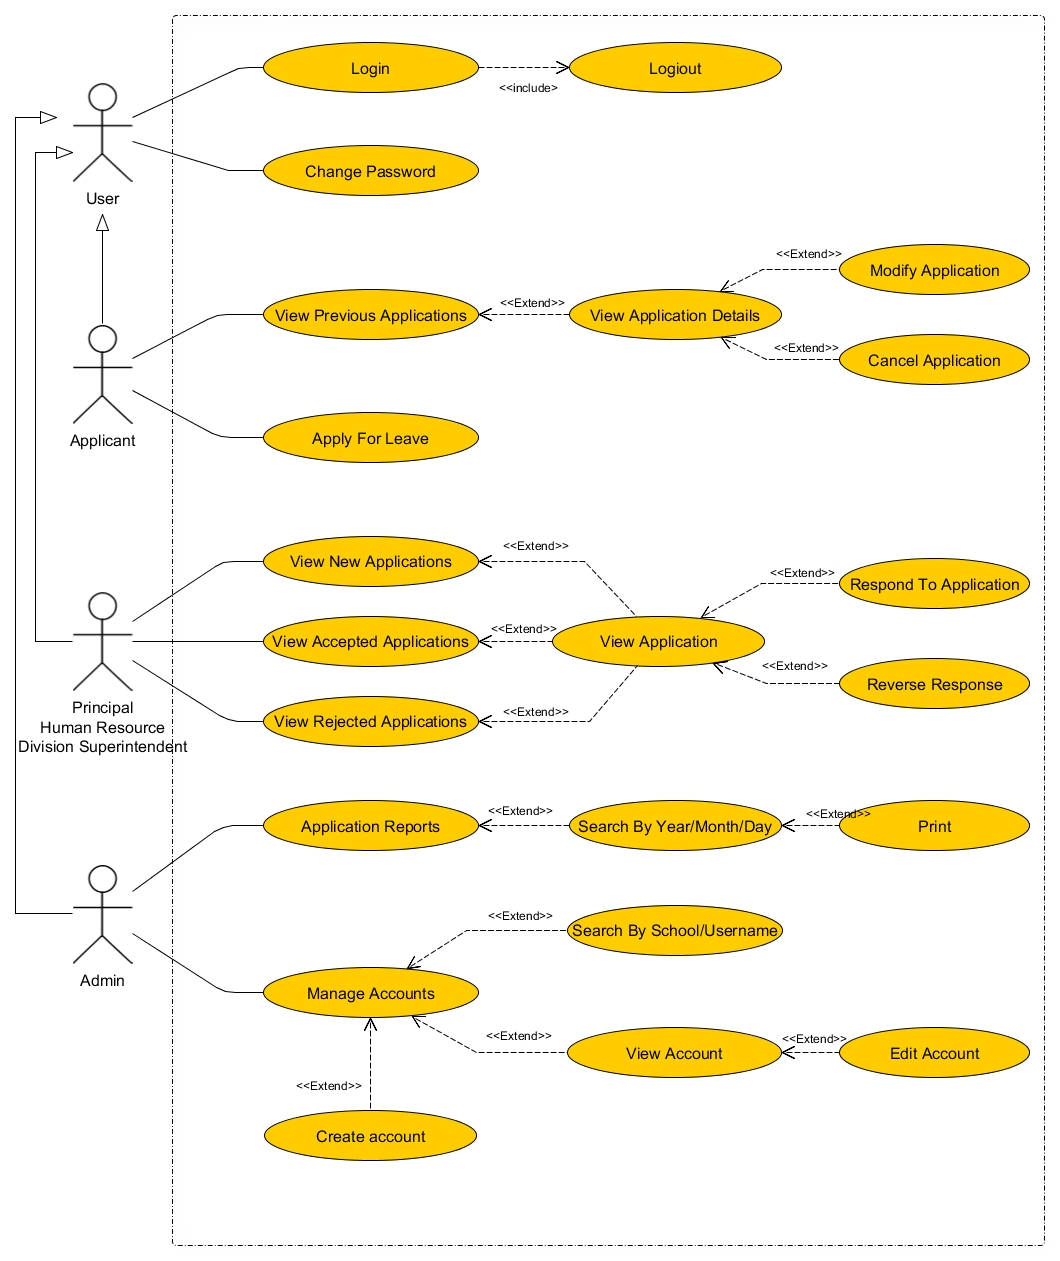 Login
<<include>
Logiout
Change Password
User
<<Extend>>
Modify Application
View Previous Applications
<<Extend>>
View Application Details
<<Extend>>
Cancel Application
Applicant
Apply For Leave
<<Extend>>
View New Applications
<<Extend>>
Respond To Application
View Accepted Applications
<<Extend>>
View Application
<<Extend>>
Reverse Response
Principal
Human Resource
Division Superintendent
View Rejected Applications
<<Extend>>
Application Reports
<<Extend>>
Search By Year/Month/Day
<<Extend>>
Print
<<Extend>>
Search By School/Username
Admin
Manage Accounts
<<Extend>>
View Account
<<Extend>>
Edit Account
<<Extend>>
Create account